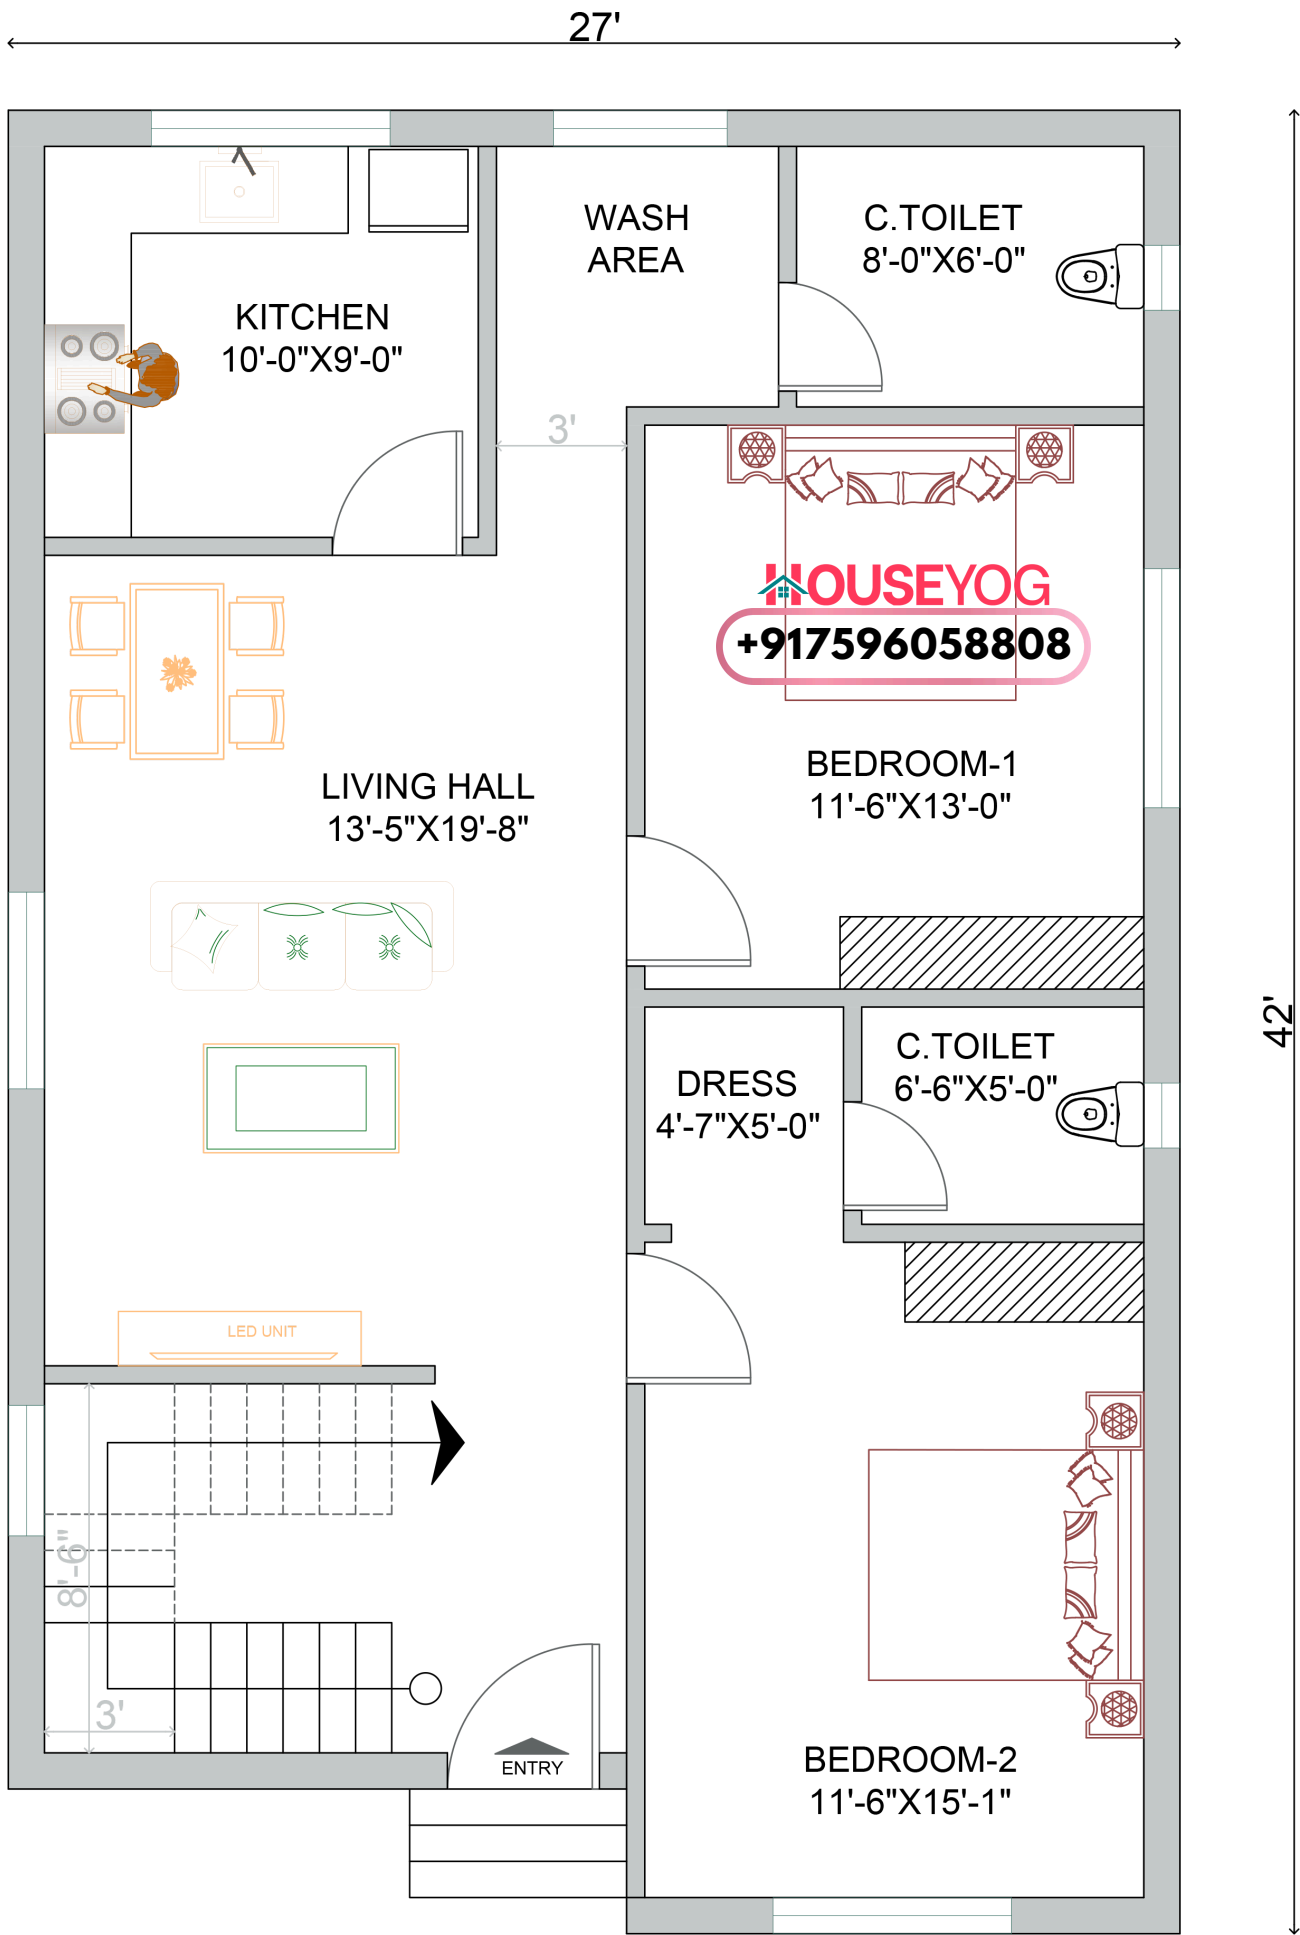 27'
WASH
AREA
C.TOILET
8'-0"X6'-0"
KITCHEN
10'-0"X9'-0"
3'
HOUSEYOG
+917596058808
BEDROOM-1
11'-6"X13'-0"
LIVING HALL
13'-5"X19'-8"
42'
C.TOILET
6'-6"X5'-0"
DRESS
4'-7"X5'-0"
LED UNIT
8'-6"
3'
ENTRY
BEDROOM-2
11'-6"X15'-1"